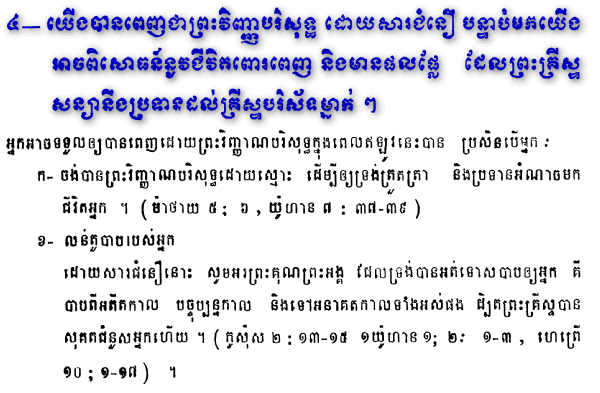 ៤— យើងបានពេញជាព្រះវិញ្ញាបរិសុទ្ឋ ដោយសារជំនឿ បន្ទាប់មកយើង
អាចពិសោធន៍នូវជីវិតពោរពេញ និងមានផលផ្លែ ដែលព្រះគ្រីស្ទ
សន្យានឹងប្រទានដល់គ្រីស្ទបរិស័ទម្នាក់ ៗ
អ្នកអាចទទួលឲ្យបានពេញដោយព្រះវិញ្ញាណបរិសុទ្ធក្នុងពេលឥឡូវនេះបាន ប្រសិនបើអ្នក :
ក- ចង់បានព្រះវិញ្ញាណបរិសុទ្ធដោយស្មោះ ដើម្បីឲ្យទ្រង់ត្រួតត្រា និងប្រទានអំណាចមក
ជីវិតអ្នក ។ ( ម៉ាថាយ ៥ : ៦ , យ៉ូហាន ៧ : ៣៧-៣៩ )
ខ- លន់តួបាបរបស់អ្នក
ដោយសារជំនឿនោះ សូមអរព្រះគុណព្រះអង្គ ដែលទ្រង់បានអត់ទោសបាបឲ្យអ្នក គឺ
បាបពីអតីតកាល បច្ចុប្បន្នកាល និងទៅអនាគតកាលទាំងអស់ផង ដ្បិតព្រះគ្រីស្ទបាន
សុគតជំនួសអ្នកហើយ ។ ( កូស៊ុស ២ : ១៣-១៥ ១យ៉ូហាន ១; ២: ១-៣ , ហេព្រើ
១០ ; ១-១៧ ) ។